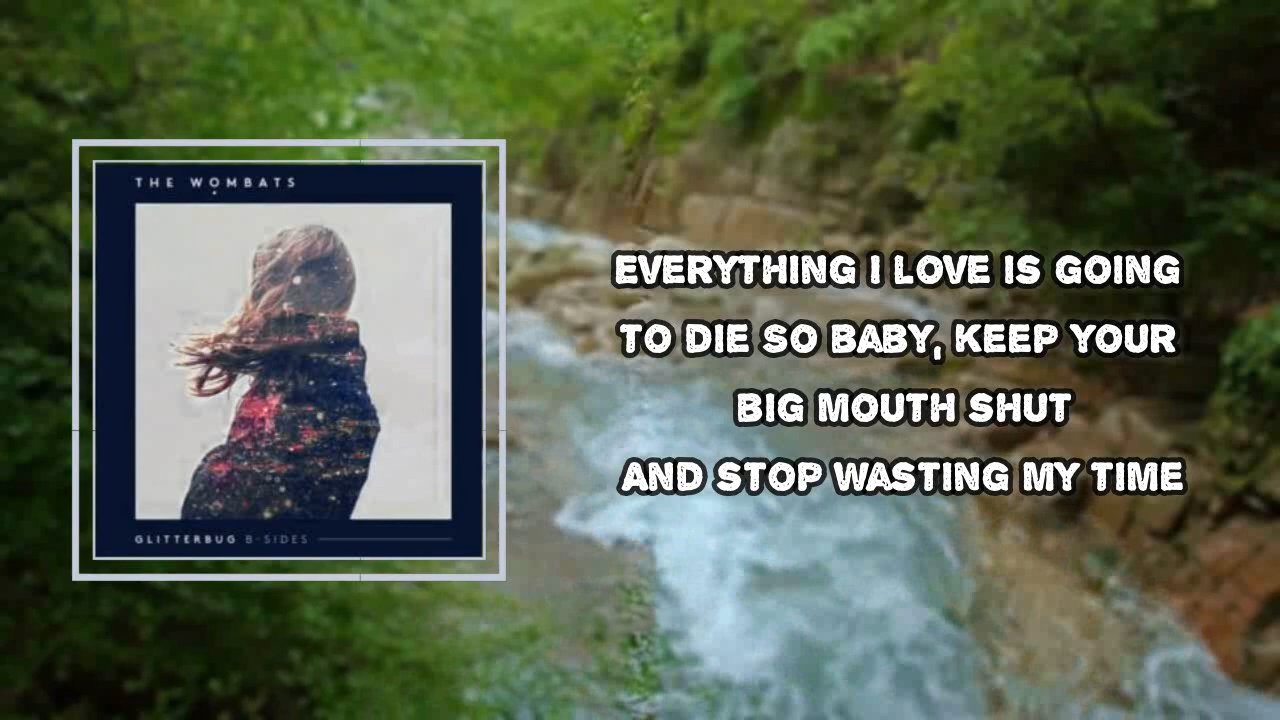 THE WOMBATS
GLITTERBUG B-SIDES
EVERYTHING I LOVE IS GOING
TO DIE SO BABY, KEEP YOUR
BIG MOUTH SHUT
AND STOP WASTING MY TIME